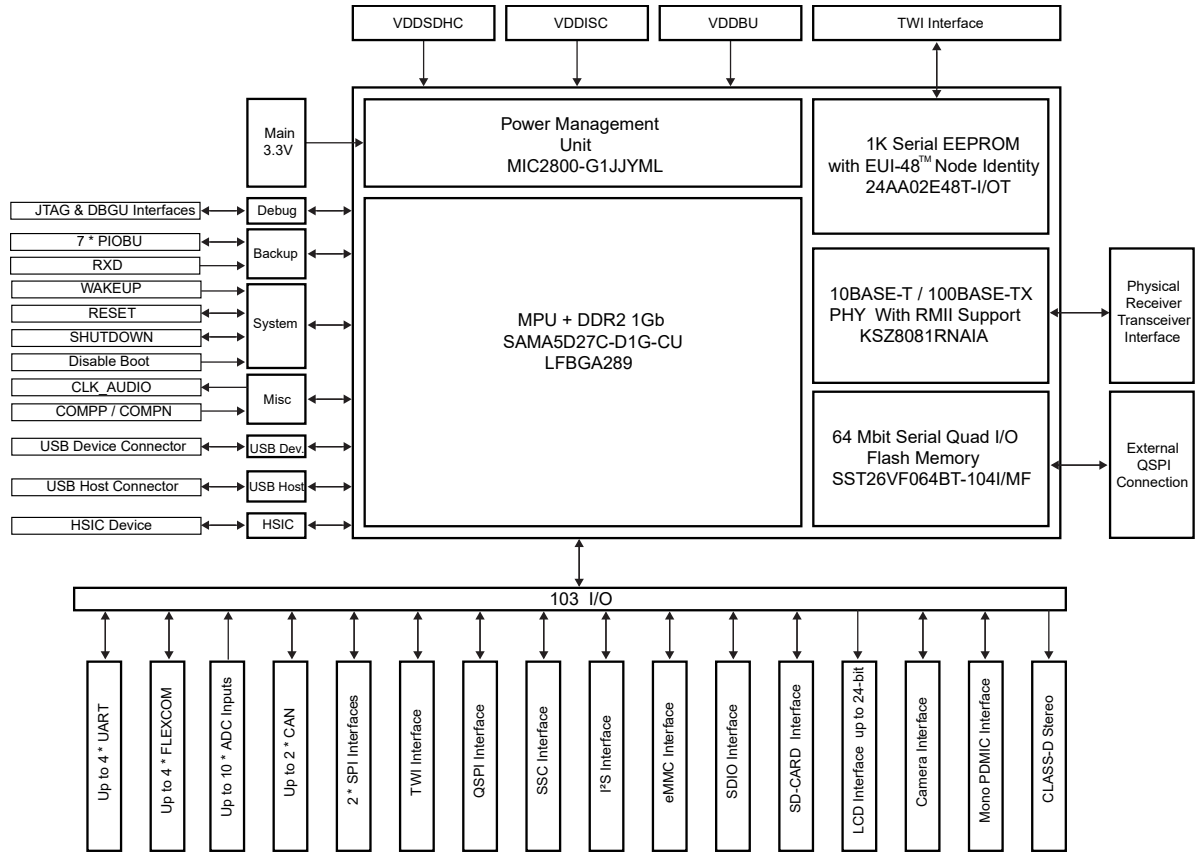 VDDSDHC
VDDISC
VDDBU
TWI Interface
Main
3.3V
Power Management
Unit
MIC2800-G1JJYML
1K Serial EEPROM
with EUI-48™ Node Identity
24AA02E48T-I/OT
JTAG & DBGU Interfaces
Debug
7 * PIOBU
RXD
Backup
WAKEUP
RESET
SHUTDOWN
Disable Boot
System
CLK_AUDIO
COMPP / COMPN
Misc
USB Device Connector
USB Dev.
USB Host Connector
USB Host
HSIC Device
HSIC
MPU + DDR2 1Gb
SAMA5D27C-D1G-CU
LFBGA289
10BASE-T / 100BASE-TX
PHY With RMII Support
KSZ8081RNAIA
Physical
Receiver
Transceiver
Interface
64 Mbit Serial Quad I/O
Flash Memory
SST26VF064BT-104I/MF
External
QSPI
Connection
103 I/O
Up to 4 * UART
Up to 4 * FLEXCOM
Up to 10 * ADC Inputs
Up to 2 * CAN
2 * SPI Interfaces
TWI Interface
QSPI Interface
SSC Interface
I²S Interface
eMMC Interface
SDIO Interface
SD-CARD Interface
LCD Interface up to 24-bit
Camera Interface
Mono PDMIC Interface
CLASS-D Stereo